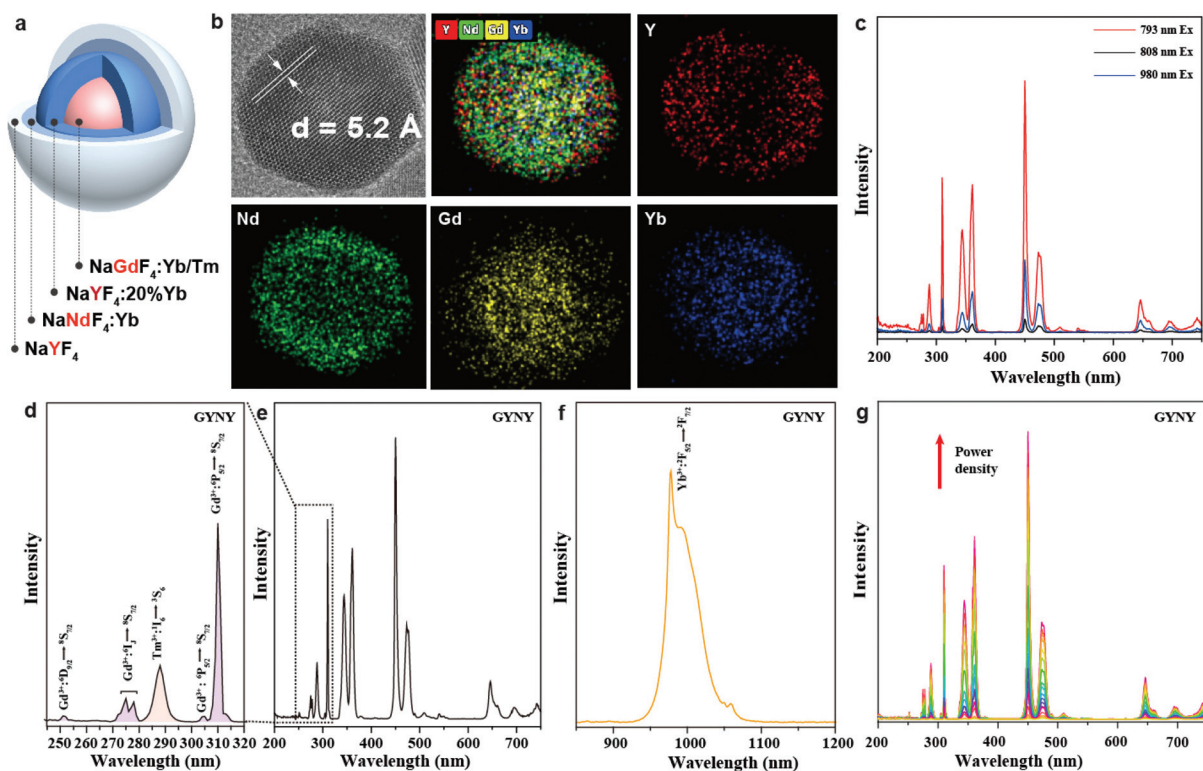 a
NaGdF4:Yb/Tm
NaYF4:20%Yb
NaNdF4:Yb
NaYF4
b
d = 5.2 Å
Y Nd Gd Yb
Y
Nd
Gd
Yb
c
793 nm Ex
808 nm Ex
980 nm Ex
Intensity
200 300 400 500 600 700
Wavelength (nm)
d
GYNY
Gd³⁺:⁶D9/2→⁸S7/2
Gd³⁺:⁶IJ→⁸S7/2
Tm³⁺:¹I6→³S6
Gd³⁺: ⁶P5/2→⁸S7/2
Gd³⁺:⁶P5/2→⁸S7/2
Intensity
245 250 260 270 280 290 300 310 320
Wavelength (nm)
e
GYNY
Intensity
200 300 400 500 600 700
Wavelength (nm)
f
GYNY
Yb³⁺:²F5/2→²F7/2
Intensity
900 1000 1100 1200
Wavelength (nm)
g
GYNY
Power
density
Intensity
200 300 400 500 600 700
Wavelength (nm)